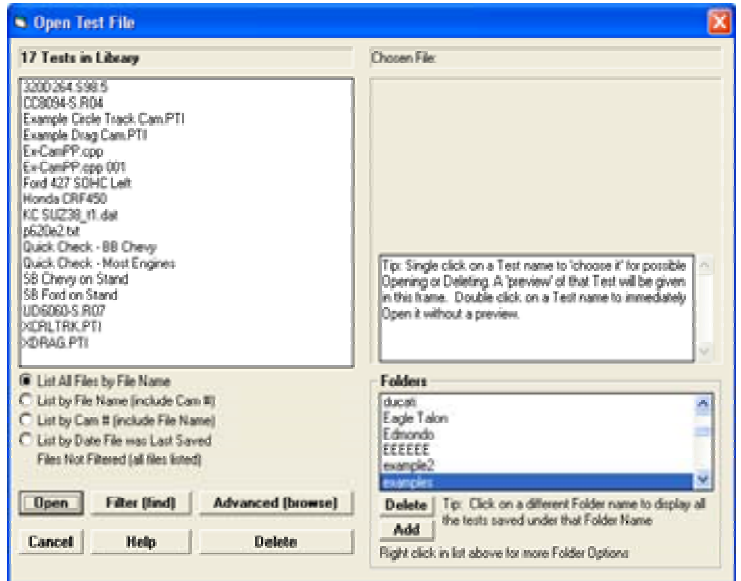 Open Test File
17 Tests in Library
3200 264 S98.5
CC8094-S.R04
Example Circle Track Cam.PTI
Example Drag Cam.PTI
Ex-CamPP.cpp
Ex-CamPP.cpp 001
Ford 427 SOHC Left
Honda CRF450
KC SUZ38_r1.dat
p620e2.txt
Quick Check - BB Chevy
Quick Check - Most Engines
SB Chevy on Stand
SB Ford on Stand
UD6060-S.R07
XCRLTRK.PTI
XDRAG.PTI
List All Files by File Name
List by File Name (include Cam #)
List by Cam # (include File Name)
List by Date File was Last Saved
Files Not Filtered (all files listed)
Open
Filter (find)
Advanced (browse)
Cancel
Help
Delete
Chosen File:
Tip: Single click on a Test name to 'choose it' for possible
Opening or Deleting. A 'preview' of that Test will be given
in this frame. Double click on a Test name to immediately
Open it without a preview.
Folders
ducati
Eagle Talon
Edmondo
EEEEEE
example2
examples
Delete
Add
Tip: Click on a different Folder name to display all
the tests saved under that Folder Name
Right click in list above for more Folder Options